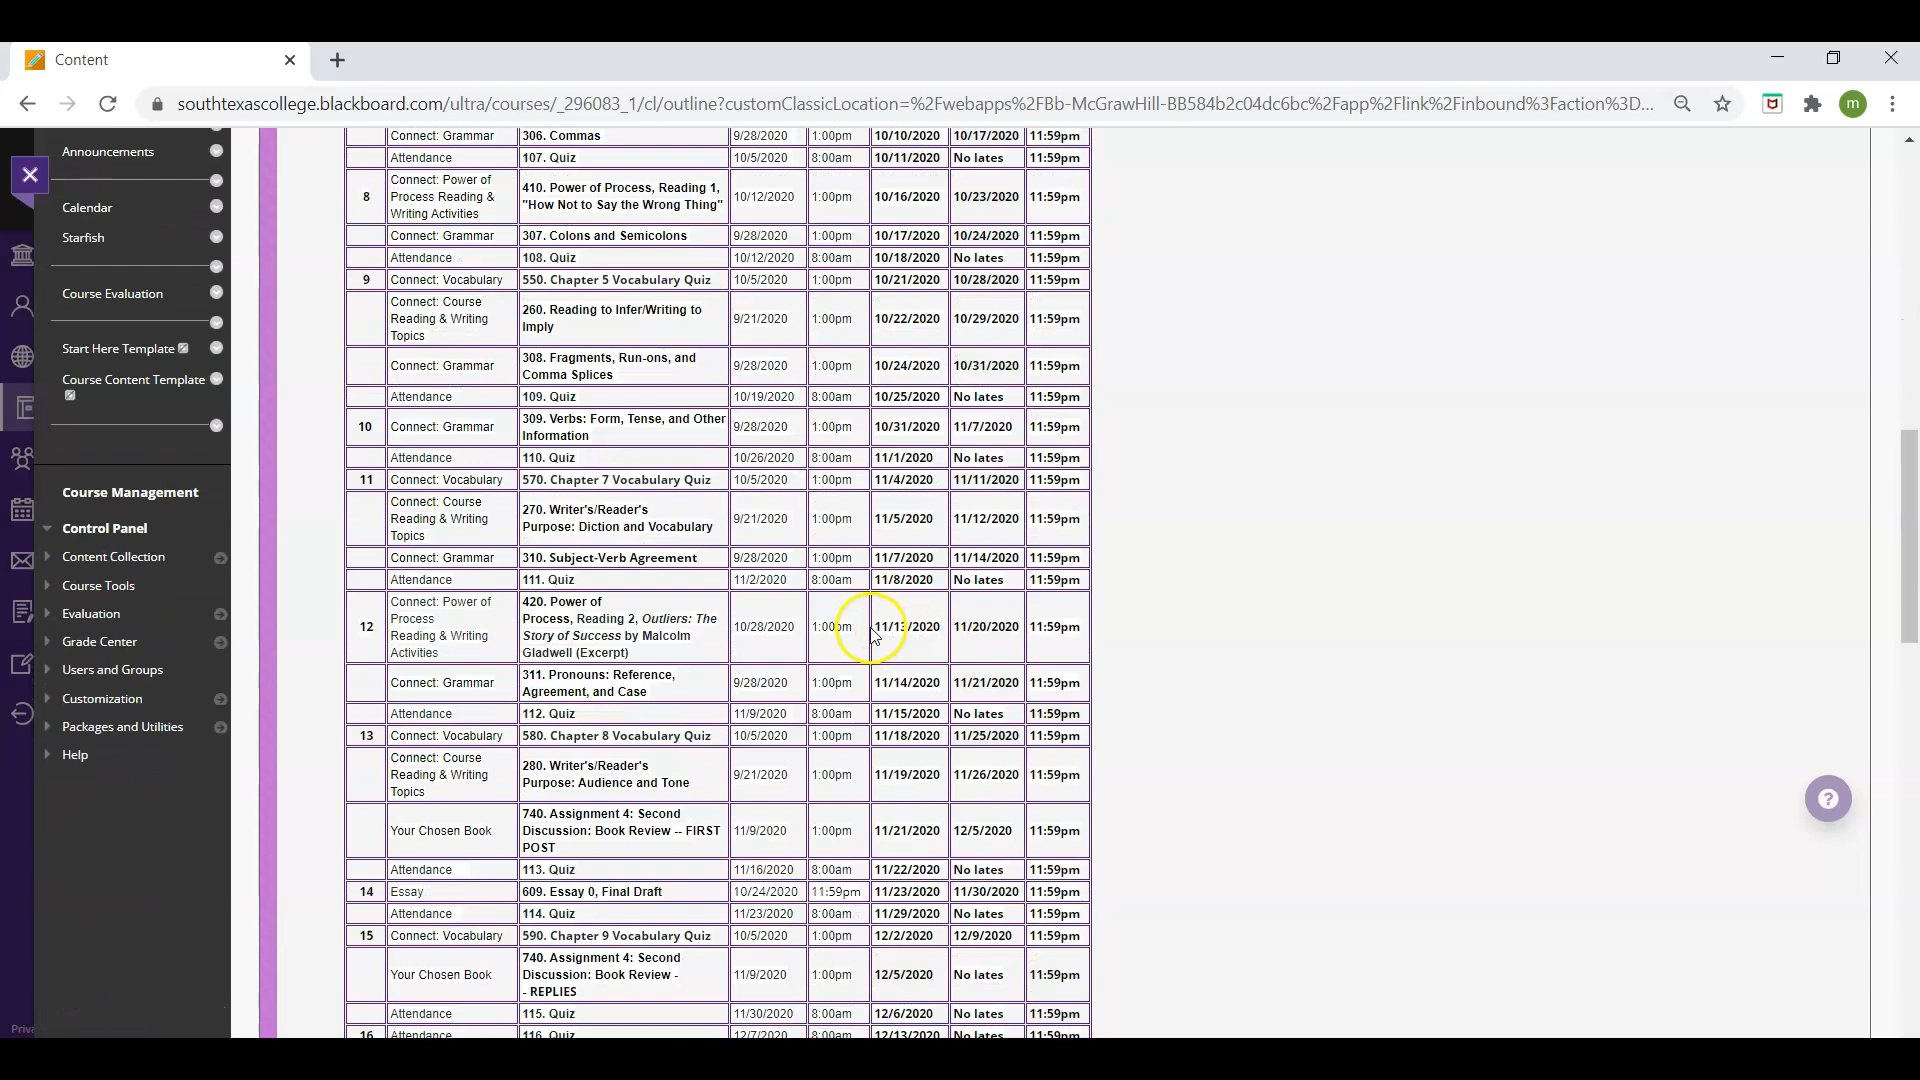 Content
southtexascollege.blackboard.com/ultra/courses/_296083_1/cl/outline?customClassicLocation=%2Fwebapps%2FBb-McGrawHill-BB584b2c04dc6bc%2Fapp%2Flink%2Finbound%3Faction%3D...
m
Announcements
Calendar
Starfish
Course Evaluation
Start Here Template
Course Content Template
Course Management
Control Panel
Content Collection
Course Tools
Evaluation
Grade Center
Users and Groups
Customization
Packages and Utilities
Help
Connect: Grammar 306. Commas 9/28/2020 1:00pm 10/10/2020 10/17/2020 11:59pm
Attendance 107. Quiz 10/5/2020 8:00am 10/11/2020 No lates 11:59pm
8 Connect: Power of Process Reading & Writing Activities 410. Power of Process, Reading 1, "How Not to Say the Wrong Thing" 10/12/2020 1:00pm 10/16/2020 10/23/2020 11:59pm
Connect: Grammar 307. Colons and Semicolons 9/28/2020 1:00pm 10/17/2020 10/24/2020 11:59pm
Attendance 108. Quiz 10/12/2020 8:00am 10/18/2020 No lates 11:59pm
9 Connect: Vocabulary 550. Chapter 5 Vocabulary Quiz 10/5/2020 1:00pm 10/21/2020 10/28/2020 11:59pm
Connect: Course Reading & Writing Topics 260. Reading to Infer/Writing to Imply 9/21/2020 1:00pm 10/22/2020 10/29/2020 11:59pm
Connect: Grammar 308. Fragments, Run-ons, and Comma Splices 9/28/2020 1:00pm 10/24/2020 10/31/2020 11:59pm
Attendance 109. Quiz 10/19/2020 8:00am 10/25/2020 No lates 11:59pm
10 Connect: Grammar 309. Verbs: Form, Tense, and Other Information 9/28/2020 1:00pm 10/31/2020 11/7/2020 11:59pm
Attendance 110. Quiz 10/26/2020 8:00am 11/1/2020 No lates 11:59pm
11 Connect: Vocabulary 570. Chapter 7 Vocabulary Quiz 10/5/2020 1:00pm 11/4/2020 11/11/2020 11:59pm
Connect: Course Reading & Writing Topics 270. Writer's/Reader's Purpose: Diction and Vocabulary 9/21/2020 1:00pm 11/5/2020 11/12/2020 11:59pm
Connect: Grammar 310. Subject-Verb Agreement 9/28/2020 1:00pm 11/7/2020 11/14/2020 11:59pm
Attendance 111. Quiz 11/2/2020 8:00am 11/8/2020 No lates 11:59pm
12 Connect: Power of Process Reading & Writing Activities 420. Power of Process, Reading 2, Outliers: The Story of Success by Malcolm Gladwell (Excerpt) 10/28/2020 1:00pm 11/13/2020 11/20/2020 11:59pm
Connect: Grammar 311. Pronouns: Reference, Agreement, and Case 9/28/2020 1:00pm 11/14/2020 11/21/2020 11:59pm
Attendance 112. Quiz 11/9/2020 8:00am 11/15/2020 No lates 11:59pm
13 Connect: Vocabulary 580. Chapter 8 Vocabulary Quiz 10/5/2020 1:00pm 11/18/2020 11/25/2020 11:59pm
Connect: Course Reading & Writing Topics 280. Writer's/Reader's Purpose: Audience and Tone 9/21/2020 1:00pm 11/19/2020 11/26/2020 11:59pm
Your Chosen Book 740. Assignment 4: Second Discussion: Book Review -- FIRST POST 11/9/2020 1:00pm 11/21/2020 12/5/2020 11:59pm
Attendance 113. Quiz 11/16/2020 8:00am 11/22/2020 No lates 11:59pm
14 Essay 609. Essay 0, Final Draft 10/24/2020 11:59pm 11/23/2020 11/30/2020 11:59pm
Attendance 114. Quiz 11/23/2020 8:00am 11/29/2020 No lates 11:59pm
15 Connect: Vocabulary 590. Chapter 9 Vocabulary Quiz 10/5/2020 1:00pm 12/2/2020 12/9/2020 11:59pm
Your Chosen Book 740. Assignment 4: Second Discussion: Book Review -- REPLIES 11/9/2020 1:00pm 12/5/2020 No lates 11:59pm
Attendance 115. Quiz 11/30/2020 8:00am 12/6/2020 No lates 11:59pm
16 Attendance 116. Quiz 12/7/2020 8:00am 12/13/2020 No lates 11:59pm
Priva